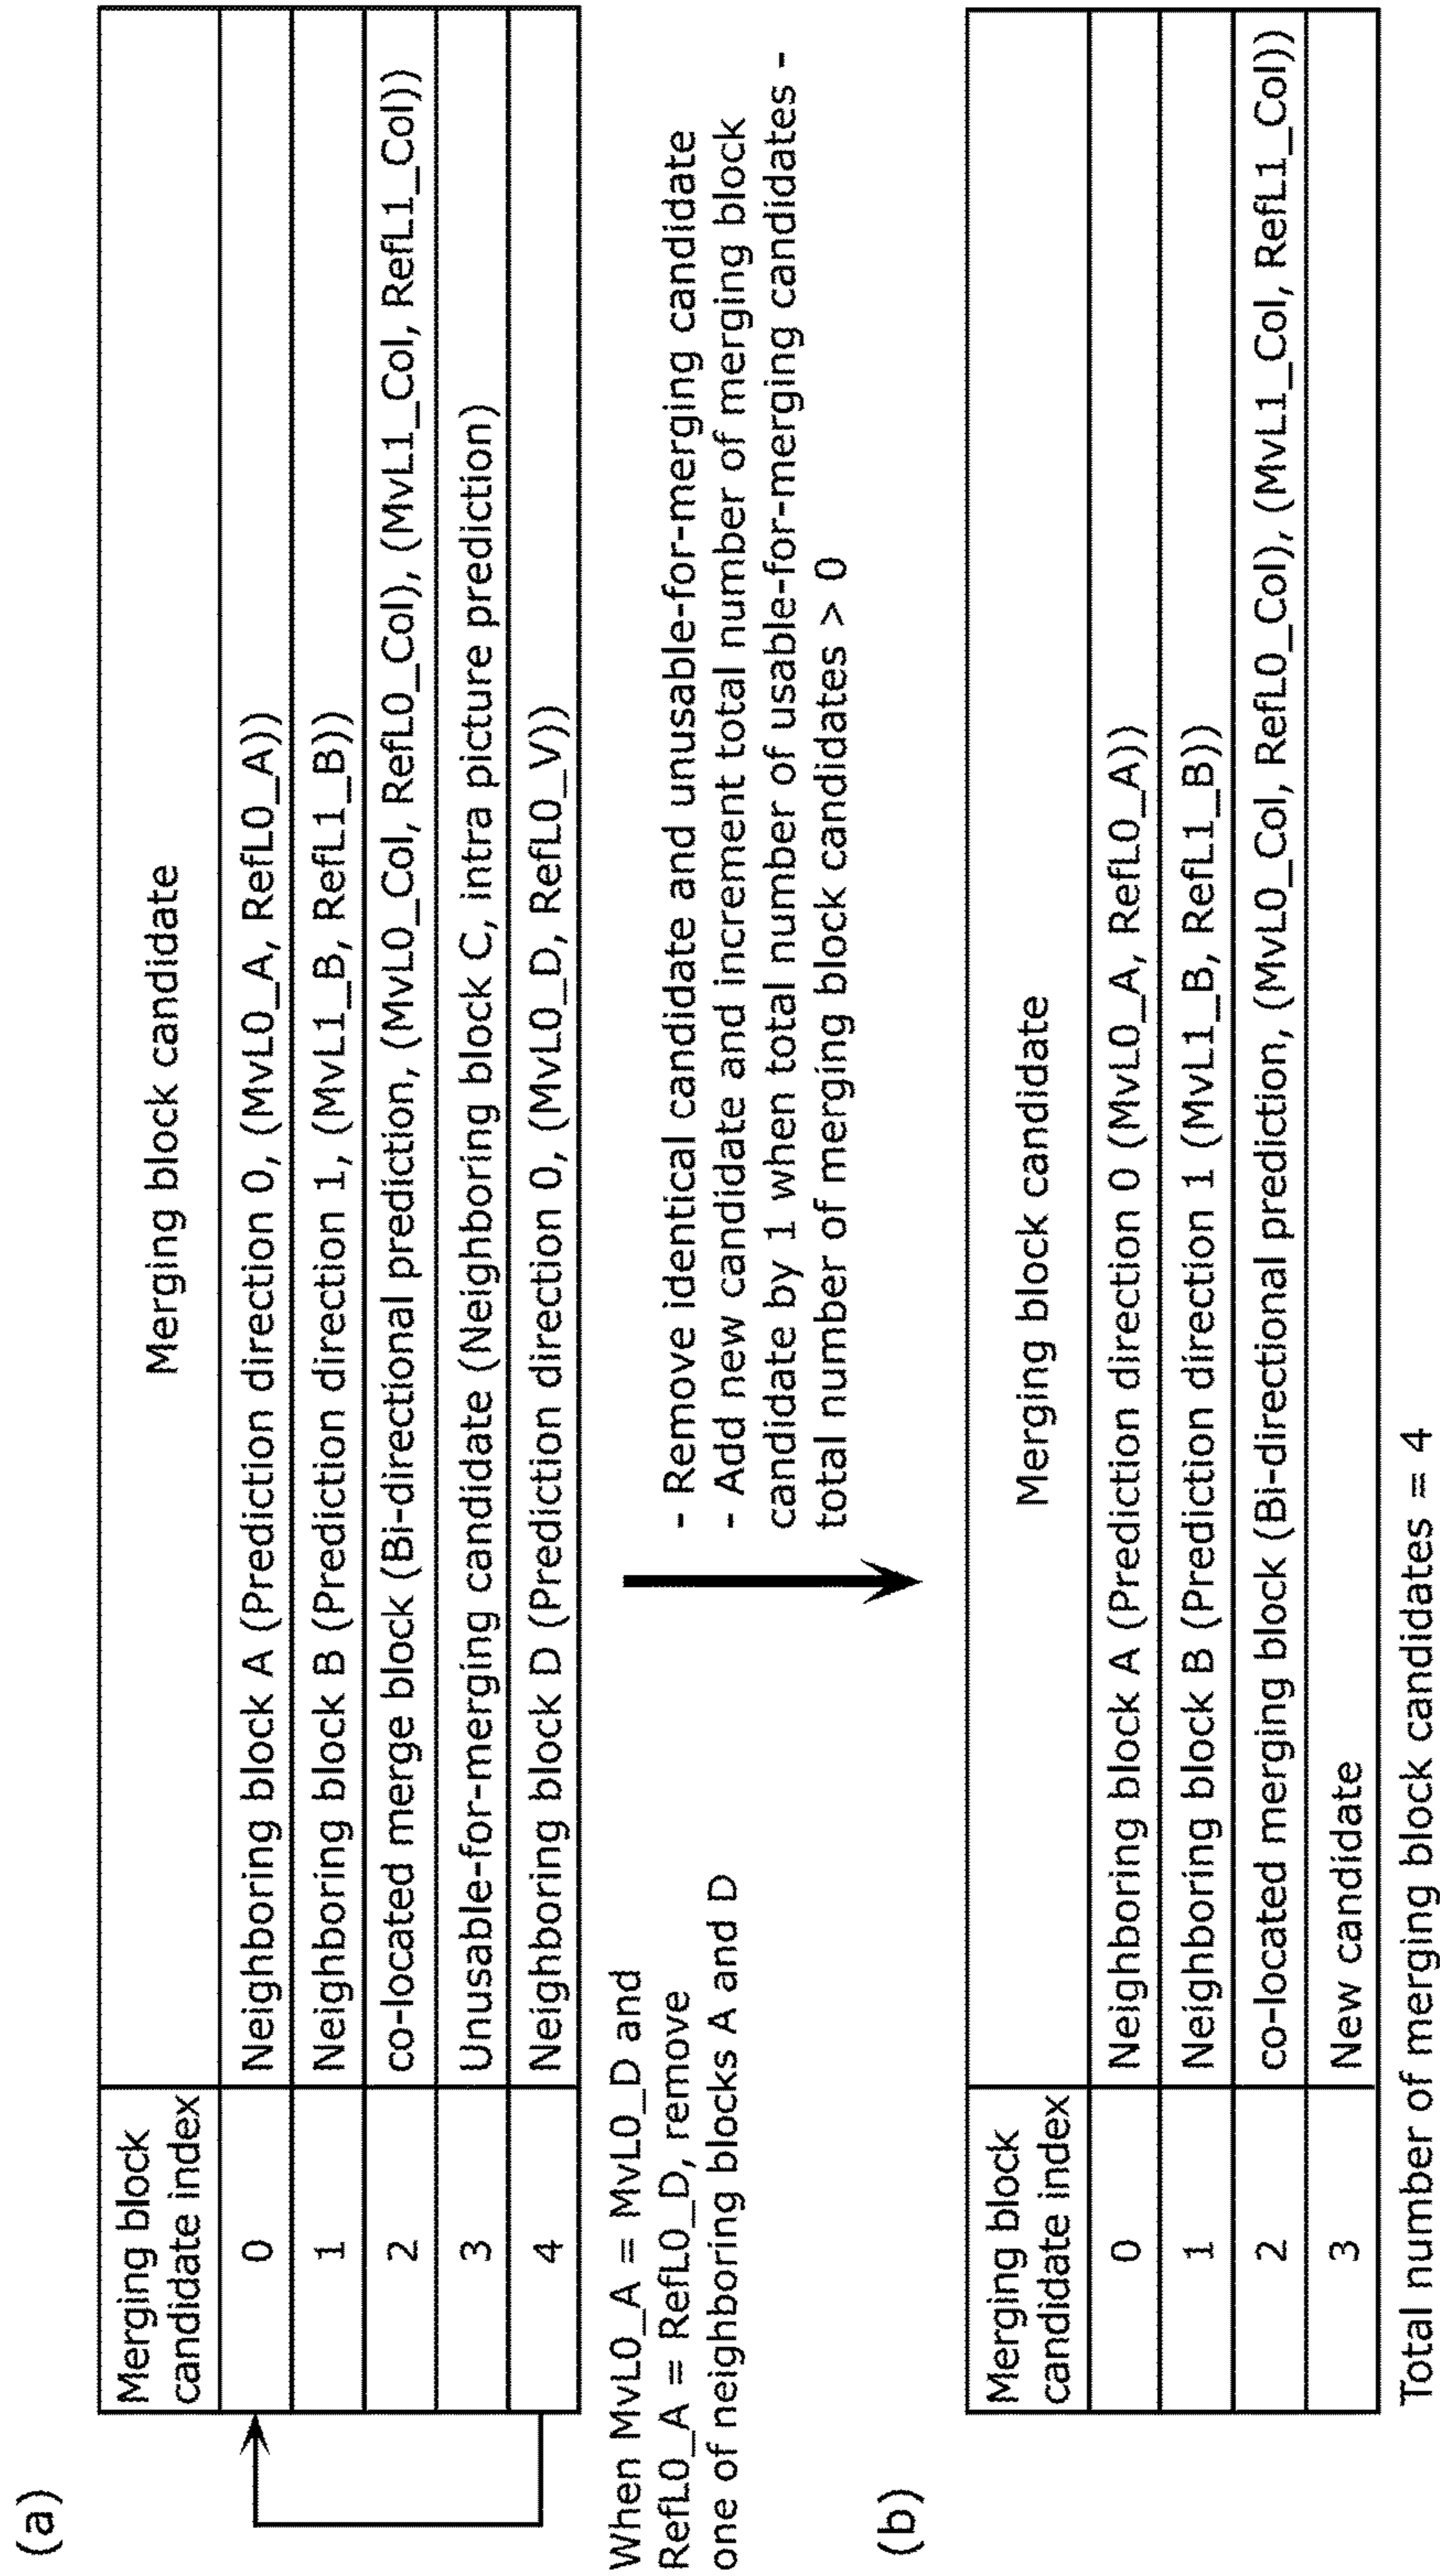 (a)
Merging block
candidate index
Merging block candidate
0
Neighboring block A (Prediction direction 0, (MvL0_A, RefL0_A))
1
Neighboring block B (Prediction direction 1, (MvL1_B, RefL1_B))
2
co-located merge block (Bi-directional prediction, (MvL0_Col, RefL0_Col), (MvL1_Col, RefL1_Col))
3
Unusable-for-merging candidate (Neighboring block C, intra picture prediction)
4
Neighboring block D (Prediction direction 0, (MvL0_D, RefL0_V))
When MvL0_A = MvL0_D and
RefL0_A = RefL0_D, remove
one of neighboring blocks A and D
- Remove identical candidate and unusable-for-merging candidate
- Add new candidate and increment total number of merging block
candidate by 1 when total number of usable-for-merging candidates -
total number of merging block candidates > 0
(b)
Merging block
candidate index
Merging block candidate
0
Neighboring block A (Prediction direction 0 (MvL0_A, RefL0_A))
1
Neighboring block B (Prediction direction 1 (MvL1_B, RefL1_B))
2
co-located merging block (Bi-directional prediction, (MvL0_Col, RefL0_Col), (MvL1_Col, RefL1_Col))
3
New candidate
Total number of merging block candidates = 4